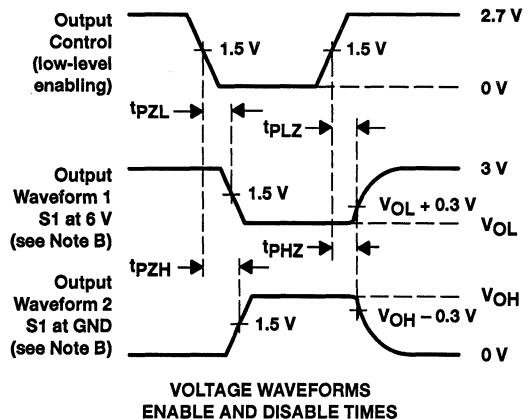 Output
Control
(low-level
enabling)
2.7 V
1.5 V
1.5 V
0 V
tPZL
tPLZ
Output
Waveform 1
S1 at 6 V
(see Note B)
3 V
1.5 V
VOL + 0.3 V
VOL
tPHZ
tPZH
Output
Waveform 2
S1 at GND
(see Note B)
VOH
1.5 V
VOH – 0.3 V
0 V
VOLTAGE WAVEFORMS
ENABLE AND DISABLE TIMES